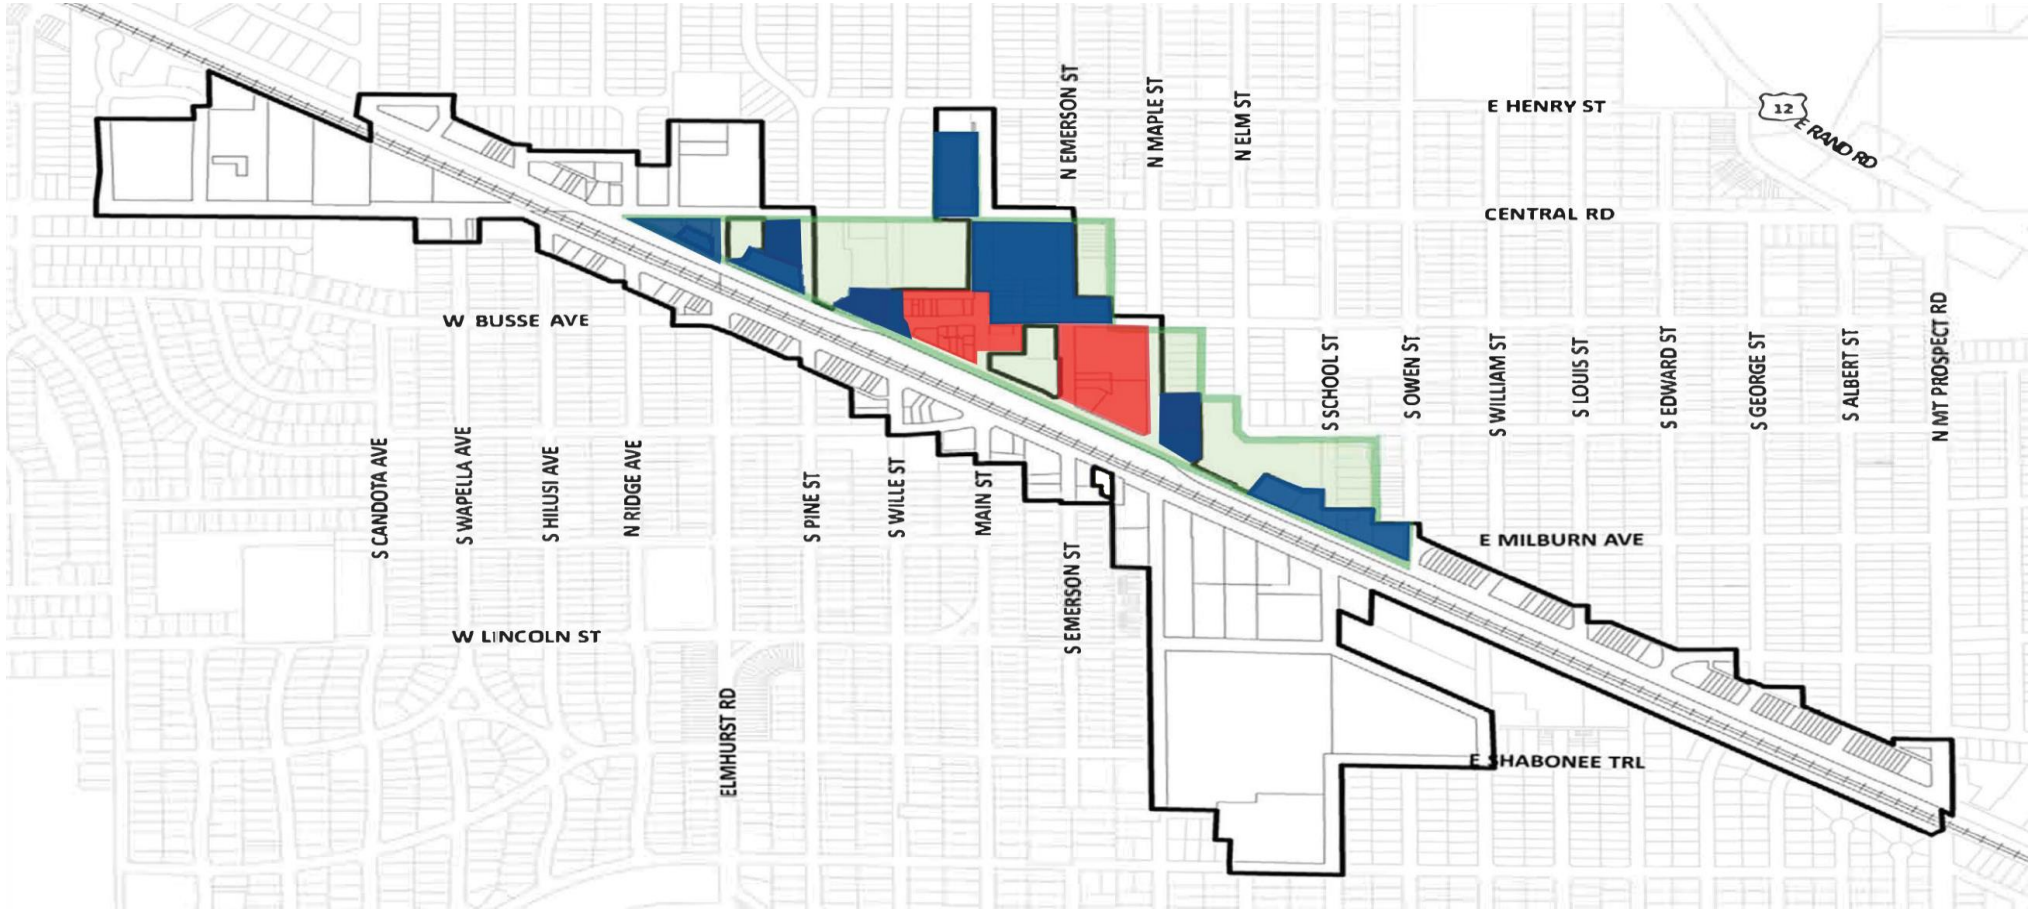 E HENRY ST
12
E RAND RD
N EMERSON ST
N MAPLE ST
N ELM ST
CENTRAL RD
W BUSSE AVE
S SCHOOL ST
S OWEN ST
S WILLIAM ST
S LOUIS ST
S EDWARD ST
S GEORGE ST
S ALBERT ST
N MT PROSPECT RD
S CANDOTA AVE
S WAPELLA AVE
S HILUSI AVE
N RIDGE AVE
S PINE ST
S WILLE ST
MAIN ST
E MILBURN AVE
S EMERSON ST
W LINCOLN ST
ELMHURST RD
E SHABONEE TRL